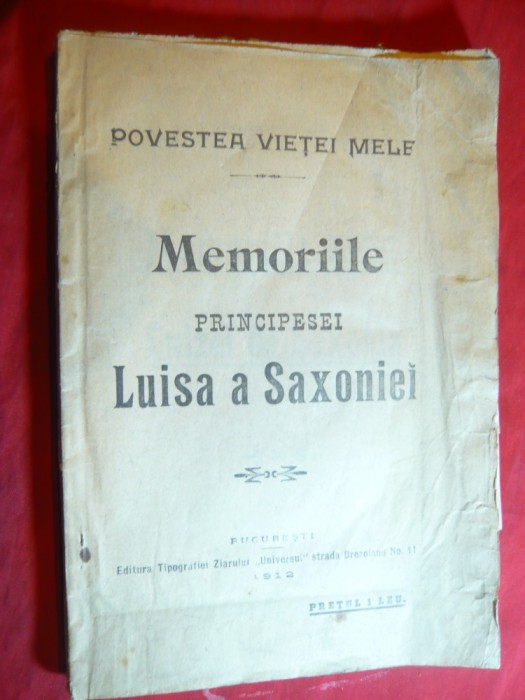 POVESTEA VIEȚEI MELE
Memoriile
PRINCIPESEI
Luisa a Saxonieĭ
BUCUREȘTI
Editura Tipografiei Ziarului „Universul" strada Brezoianu No. 11
1912
PREȚUL 1 LEU.